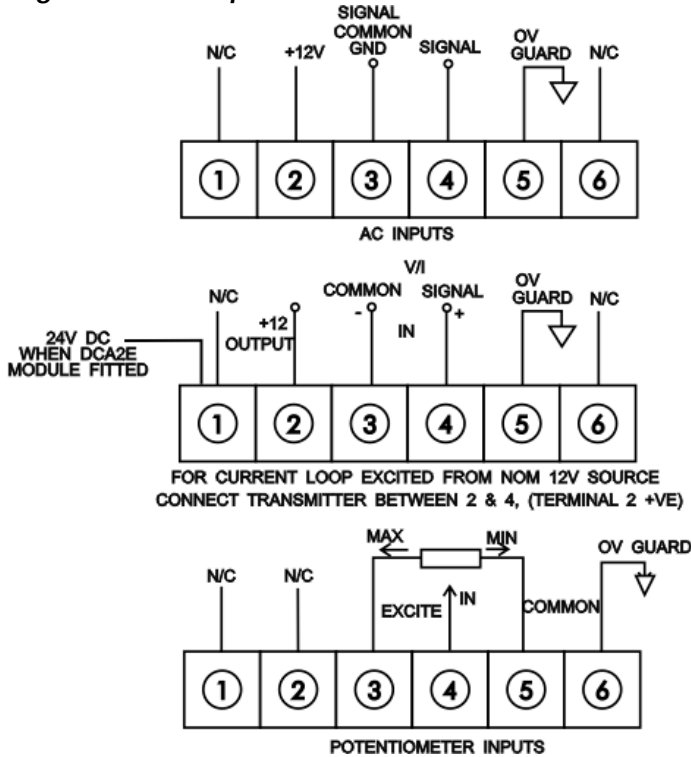 SIGNAL
COMMON
GND
N/C
+12V
SIGNAL
OV
GUARD
N/C
1
2
3
4
5
6
AC INPUTS
V/I
N/C
+12
OUTPUT
COMMON
-
IN
SIGNAL
+
OV
GUARD
N/C
24V DC
WHEN DCA2E
MODULE FITTED
1
2
3
4
5
6
FOR CURRENT LOOP EXCITED FROM NOM 12V SOURCE
CONNECT TRANSMITTER BETWEEN 2 & 4, (TERMINAL 2 +VE)
MAX
MIN
OV GUARD
N/C
N/C
EXCITE
IN
COMMON
1
2
3
4
5
6
POTENTIOMETER INPUTS